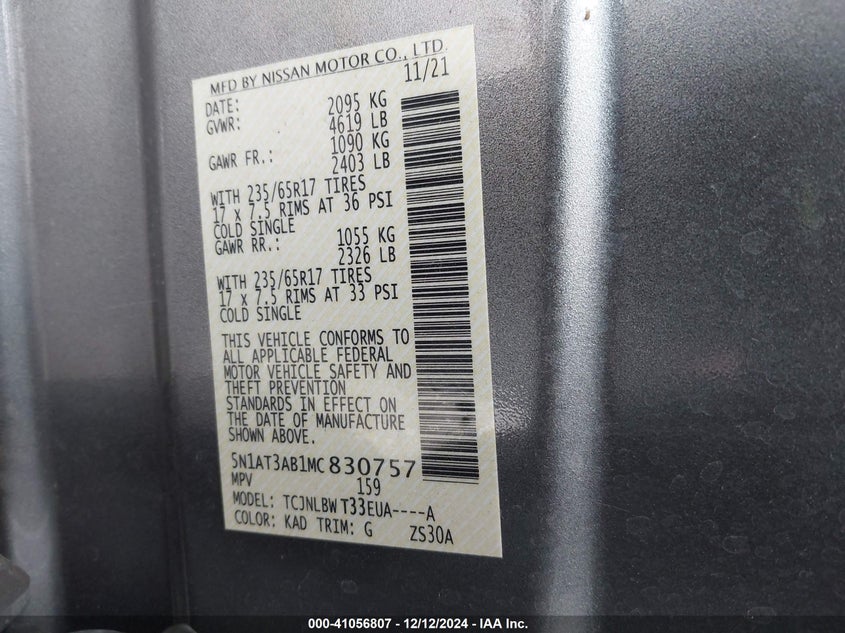 MFD BY NISSAN MOTOR CO., LTD.
DATE: 11/21
GVWR: 2095 KG
4619 LB
GAWR FR.: 1090 KG
2403 LB
WITH 235/65R17 TIRES
17 x 7.5 RIMS AT 36 PSI
COLD SINGLE
GAWR RR.: 1055 KG
2326 LB
WITH 235/65R17 TIRES
17 x 7.5 RIMS AT 33 PSI
COLD SINGLE
THIS VEHICLE CONFORMS TO
ALL APPLICABLE FEDERAL
MOTOR VEHICLE SAFETY AND
THEFT PREVENTION
STANDARDS IN EFFECT ON
THE DATE OF MANUFACTURE
SHOWN ABOVE.
5N1AT3AB1MC830757
MPV 159
MODEL: TCJNLBW T33EUA----A
COLOR: KAD TRIM: G ZS30A
000-41056807 - 12/12/2024 - IAA Inc.